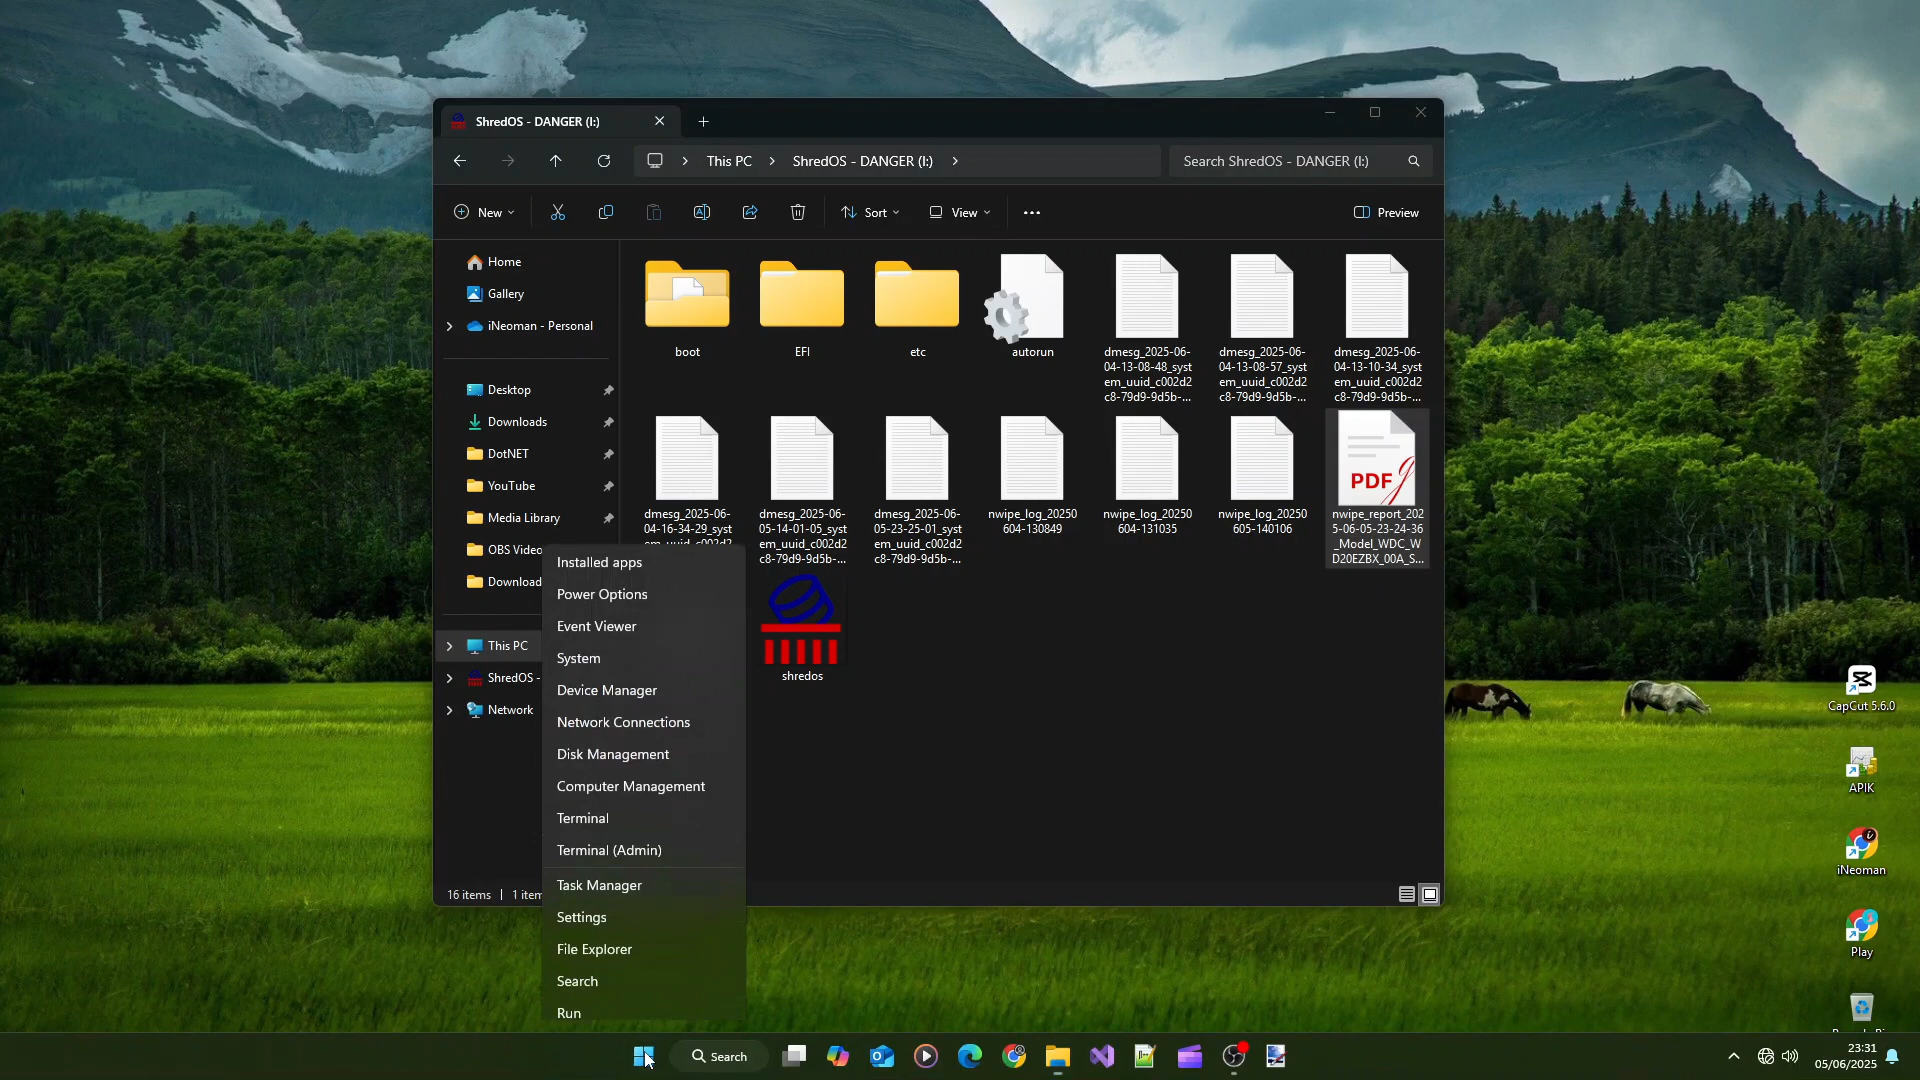 ShredOS - DANGER (I:)
This PC
ShredOS - DANGER (I:)
Search ShredOS - DANGER (I:)
New
Sort
View
Preview
Home
Gallery
iNeoman - Personal
Desktop
Downloads
DotNET
YouTube
Media Library
OBS Video
Download
This PC
ShredOS -
Network
boot
EFI
etc
autorun
dmesg_2025-06-
04-13-08-48_syst
em_uuid_c002d2
c8-79d9-9d5b-...
dmesg_2025-06-
04-13-08-57_syst
em_uuid_c002d2
c8-79d9-9d5b-...
dmesg_2025-06-
04-13-10-34_syst
em_uuid_c002d2
c8-79d9-9d5b-...
dmesg_2025-06-
04-16-34-29_syst
em_uuid_c002d2
dmesg_2025-06-
05-14-01-05_syst
em_uuid_c002d2
c8-79d9-9d5b-...
dmesg_2025-06-
05-23-25-01_syst
em_uuid_c002d2
c8-79d9-9d5b-...
nwipe_log_20250
604-130849
nwipe_log_20250
604-131035
nwipe_log_20250
605-140106
PDF
nwipe_report_202
5-06-05-23-24-36
_Model_WDC_W
D20EZBX_00A_S...
shredos
16 items
1 item
Installed apps
Power Options
Event Viewer
System
Device Manager
Network Connections
Disk Management
Computer Management
Terminal
Terminal (Admin)
Task Manager
Settings
File Explorer
Search
Run
CapCut 5.6.0
APIK
iNeoman
Play
Search
23:31
05/06/2025